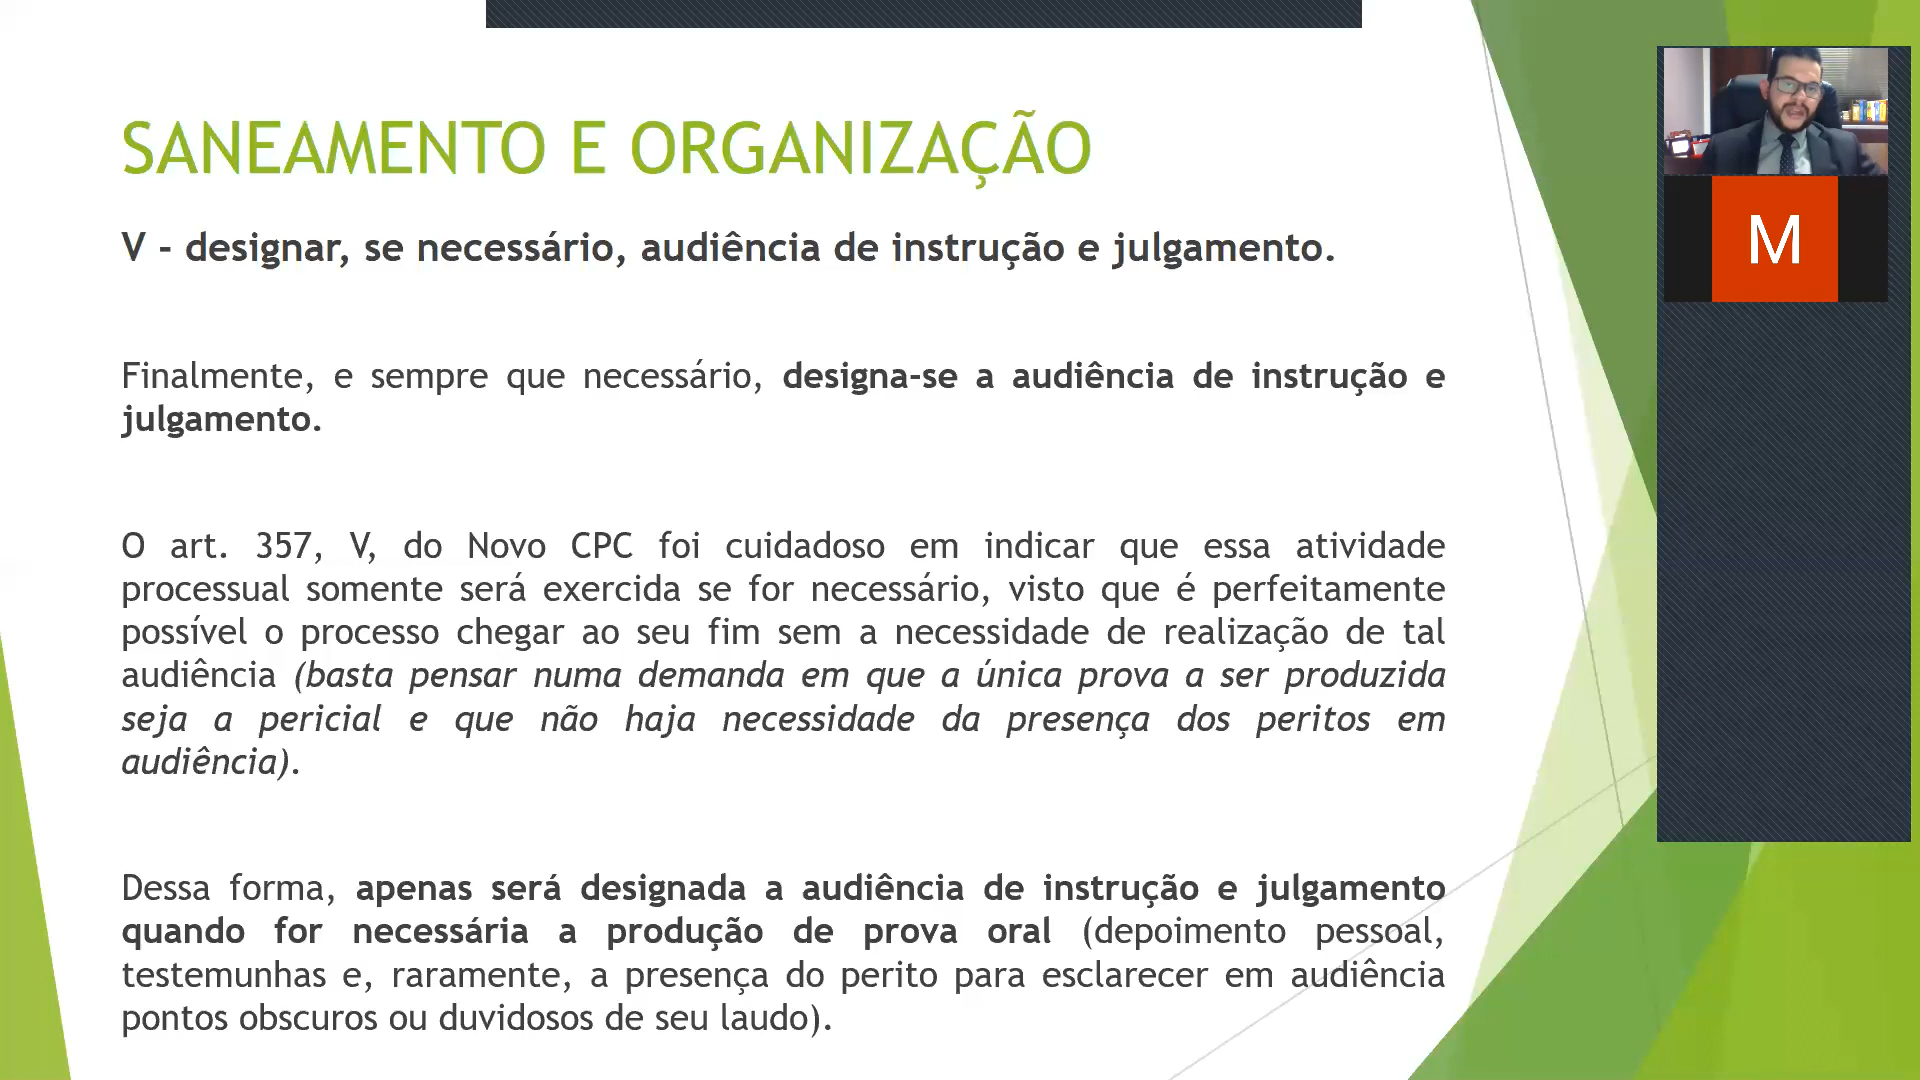 SANEAMENTO E ORGANIZAÇÃO
V - designar, se necessário, audiência de instrução e julgamento.
Finalmente, e sempre que necessário, designa-se a audiência de instrução e
julgamento.
O art. 357, V, do Novo CPC foi cuidadoso em indicar que essa atividade
processual somente será exercida se for necessário, visto que é perfeitamente
possível o processo chegar ao seu fim sem a necessidade de realização de tal
audiência (basta pensar numa demanda em que a única prova a ser produzida
seja a pericial e que não haja necessidade da presença dos peritos em
audiência).
Dessa forma, apenas será designada a audiência de instrução e julgamento
quando for necessária a produção de prova oral (depoimento pessoal,
testemunhas e, raramente, a presença do perito para esclarecer em audiência
pontos obscuros ou duvidosos de seu laudo).
M